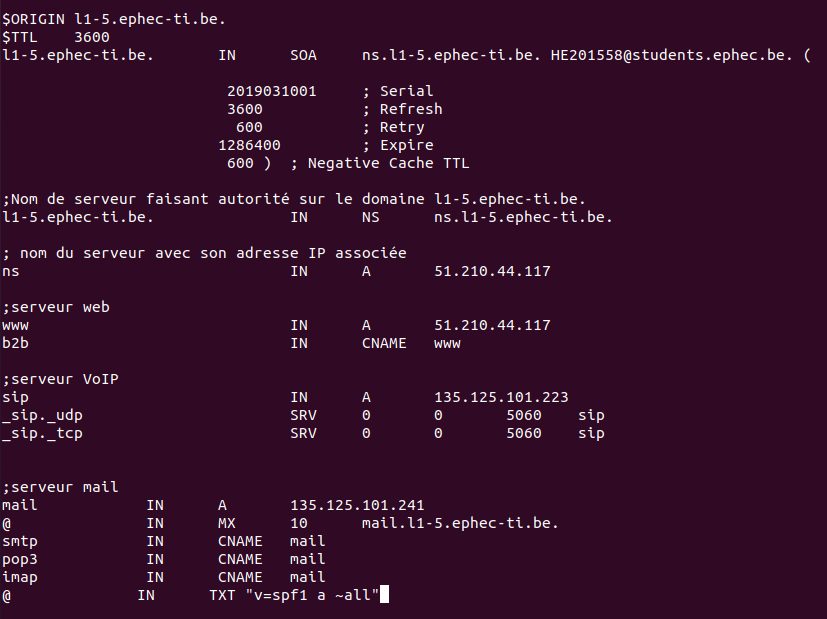 $ORIGIN l1-5.ephec-ti.be.
$TTL    3600
l1-5.ephec-ti.be.       IN      SOA     ns.l1-5.ephec-ti.be. HE201558@students.ephec.be. (
                         2019031001     ; Serial
                         3600           ; Refresh
                          600           ; Retry
                        1286400         ; Expire
                         600 )  ; Negative Cache TTL
;Nom de serveur faisant autorité sur le domaine l1-5.ephec-ti.be.
l1-5.ephec-ti.be.               IN      NS      ns.l1-5.ephec-ti.be.
; nom du serveur avec son adresse IP associée
ns                              IN      A       51.210.44.117
;serveur web
www                             IN      A       51.210.44.117
b2b                             IN      CNAME   www
;serveur VoIP
sip                             IN      A       135.125.101.223
_sip._udp                       SRV     0       0       5060    sip
_sip._tcp                       SRV     0       0       5060    sip
;serveur mail
mail            IN      A       135.125.101.241
@               IN      MX      10      mail.l1-5.ephec-ti.be.
smtp            IN      CNAME   mail
pop3            IN      CNAME   mail
imap            IN      CNAME   mail
@              IN      TXT "v=spf1 a ~all"